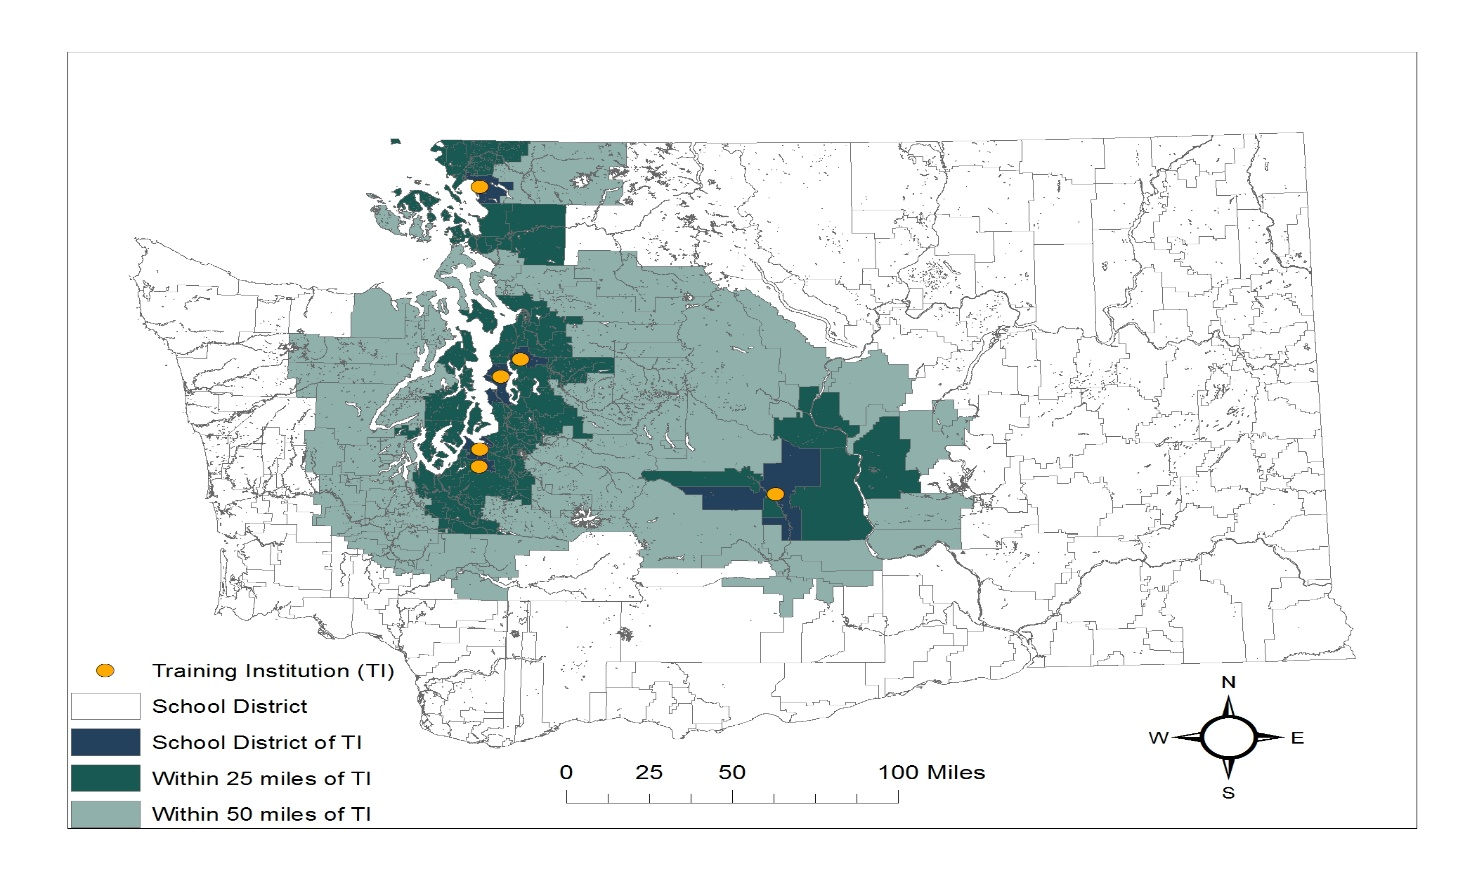 Training Institution (TI)
School District
School District of TI
Within 25 miles of TI
Within 50 miles of TI
0 25 50 100 Miles
N
W E
S